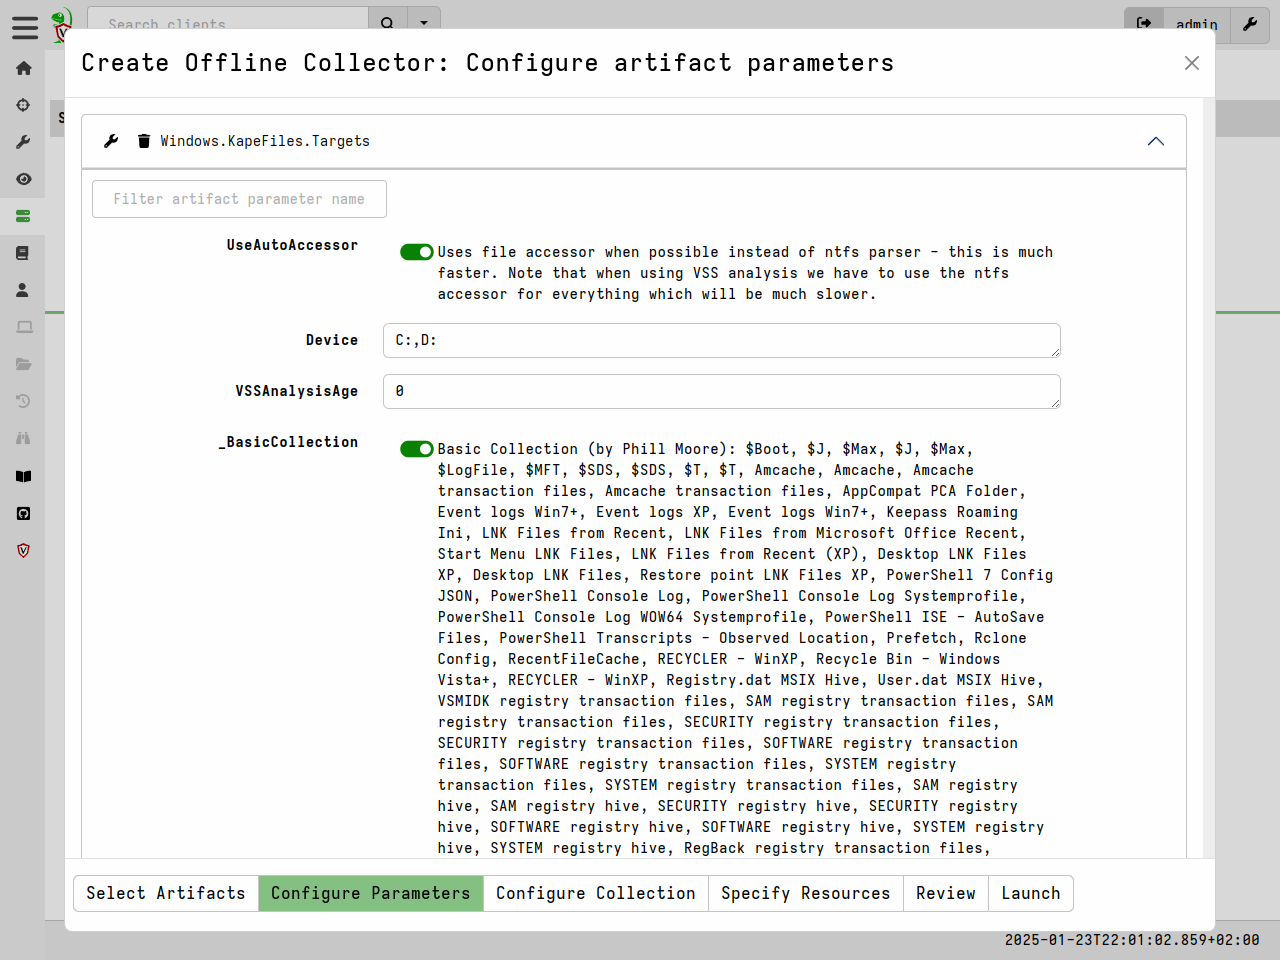 Search clients
admin
Create Offline Collector: Configure artifact parameters
Windows.KapeFiles.Targets
Filter artifact parameter name
UseAutoAccessor
Uses file accessor when possible instead of ntfs parser - this is much
faster. Note that when using VSS analysis we have to use the ntfs
accessor for everything which will be much slower.
Device
C:,D:
VSSAnalysisAge
0
_BasicCollection
Basic Collection (by Phill Moore): $Boot, $J, $Max, $J, $Max,
$LogFile, $MFT, $SDS, $SDS, $T, $T, Amcache, Amcache, Amcache
transaction files, Amcache transaction files, AppCompat PCA Folder,
Event logs Win7+, Event logs XP, Event logs Win7+, Keepass Roaming
Ini, LNK Files from Recent, LNK Files from Microsoft Office Recent,
Start Menu LNK Files, LNK Files from Recent (XP), Desktop LNK Files
XP, Desktop LNK Files, Restore point LNK Files XP, PowerShell 7 Config
JSON, PowerShell Console Log, PowerShell Console Log Systemprofile,
PowerShell Console Log WOW64 Systemprofile, PowerShell ISE - AutoSave
Files, PowerShell Transcripts - Observed Location, Prefetch, Rclone
Config, RecentFileCache, RECYCLER - WinXP, Recycle Bin - Windows
Vista+, RECYCLER - WinXP, Registry.dat MSIX Hive, User.dat MSIX Hive,
VSMIDK registry transaction files, SAM registry transaction files, SAM
registry transaction files, SECURITY registry transaction files,
SECURITY registry transaction files, SOFTWARE registry transaction
files, SOFTWARE registry transaction files, SYSTEM registry
transaction files, SYSTEM registry transaction files, SAM registry
hive, SAM registry hive, SECURITY registry hive, SECURITY registry
hive, SOFTWARE registry hive, SOFTWARE registry hive, SYSTEM registry
hive, SYSTEM registry hive, RegBack registry transaction files,
Select Artifacts
Configure Parameters
Configure Collection
Specify Resources
Review
Launch
2025-01-23T22:01:02.859+02:00